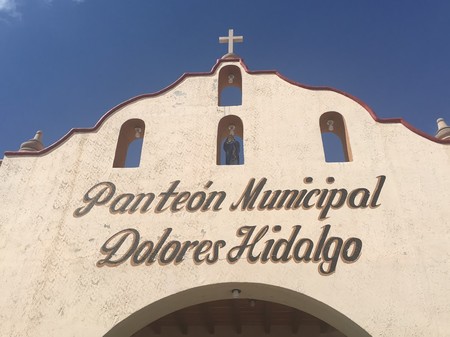 Panteón Municipal
Dolores Hidalgo